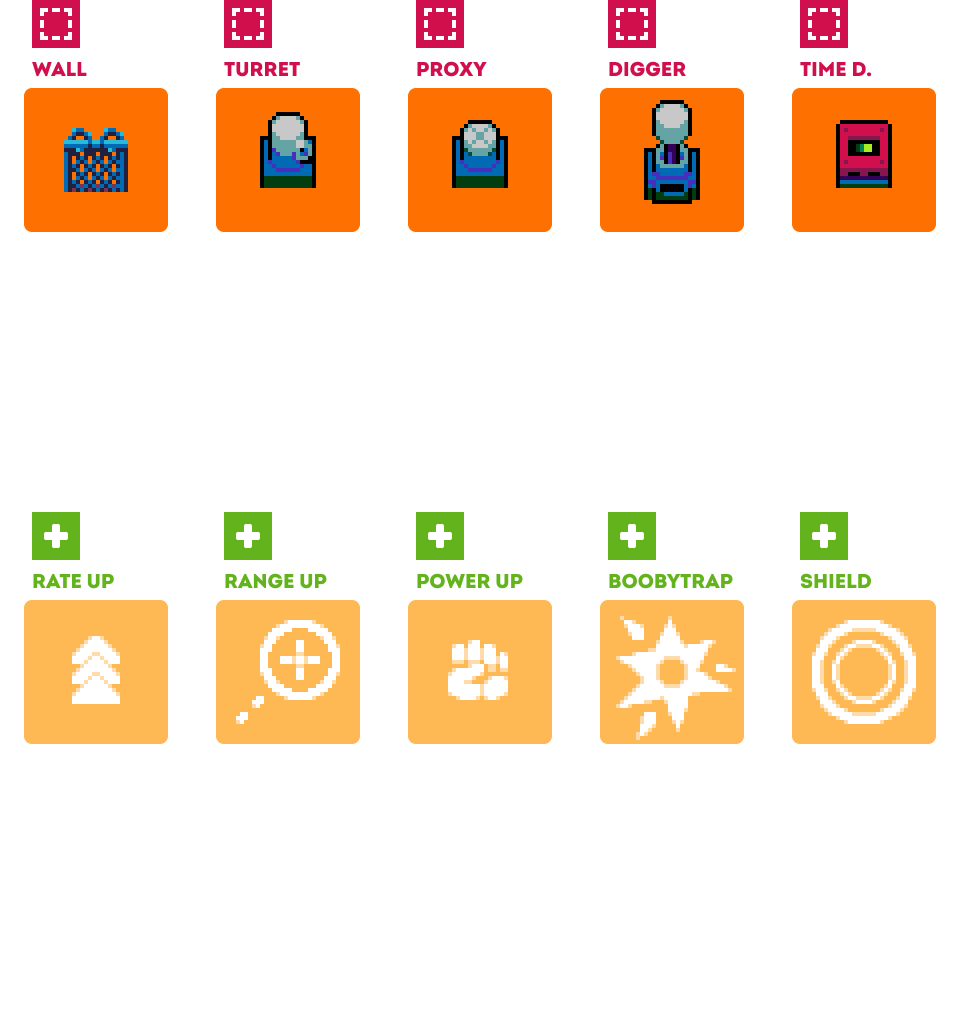 WALL
TURRET
PROXY
DIGGER
TIME D.
RATE UP
RANGE UP
POWER UP
BOOBYTRAP
SHIELD